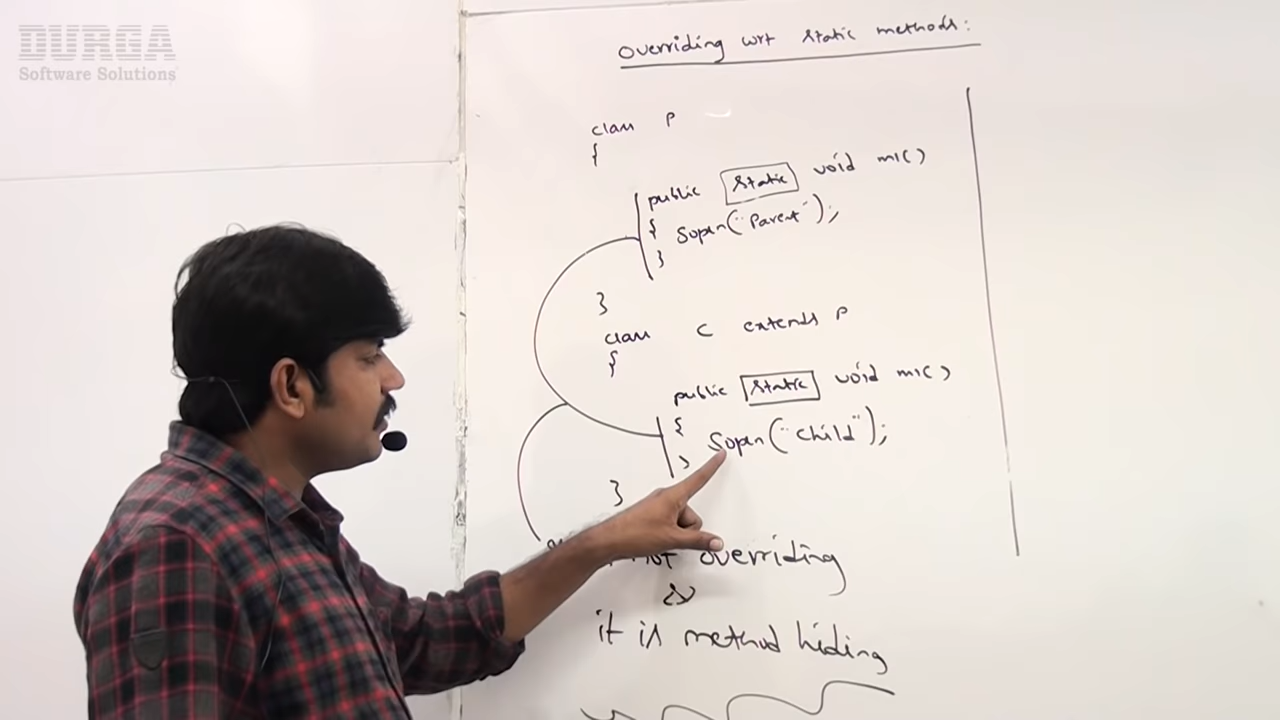 DURGA
Software Solutions
Overriding wrt static methods:
class P
{
public static void m1()
{ Sopln("Parent");
}
}
class C extends P
{
public static void m1()
{ Sopln("child");
}
}
not overriding
&
it is method hiding